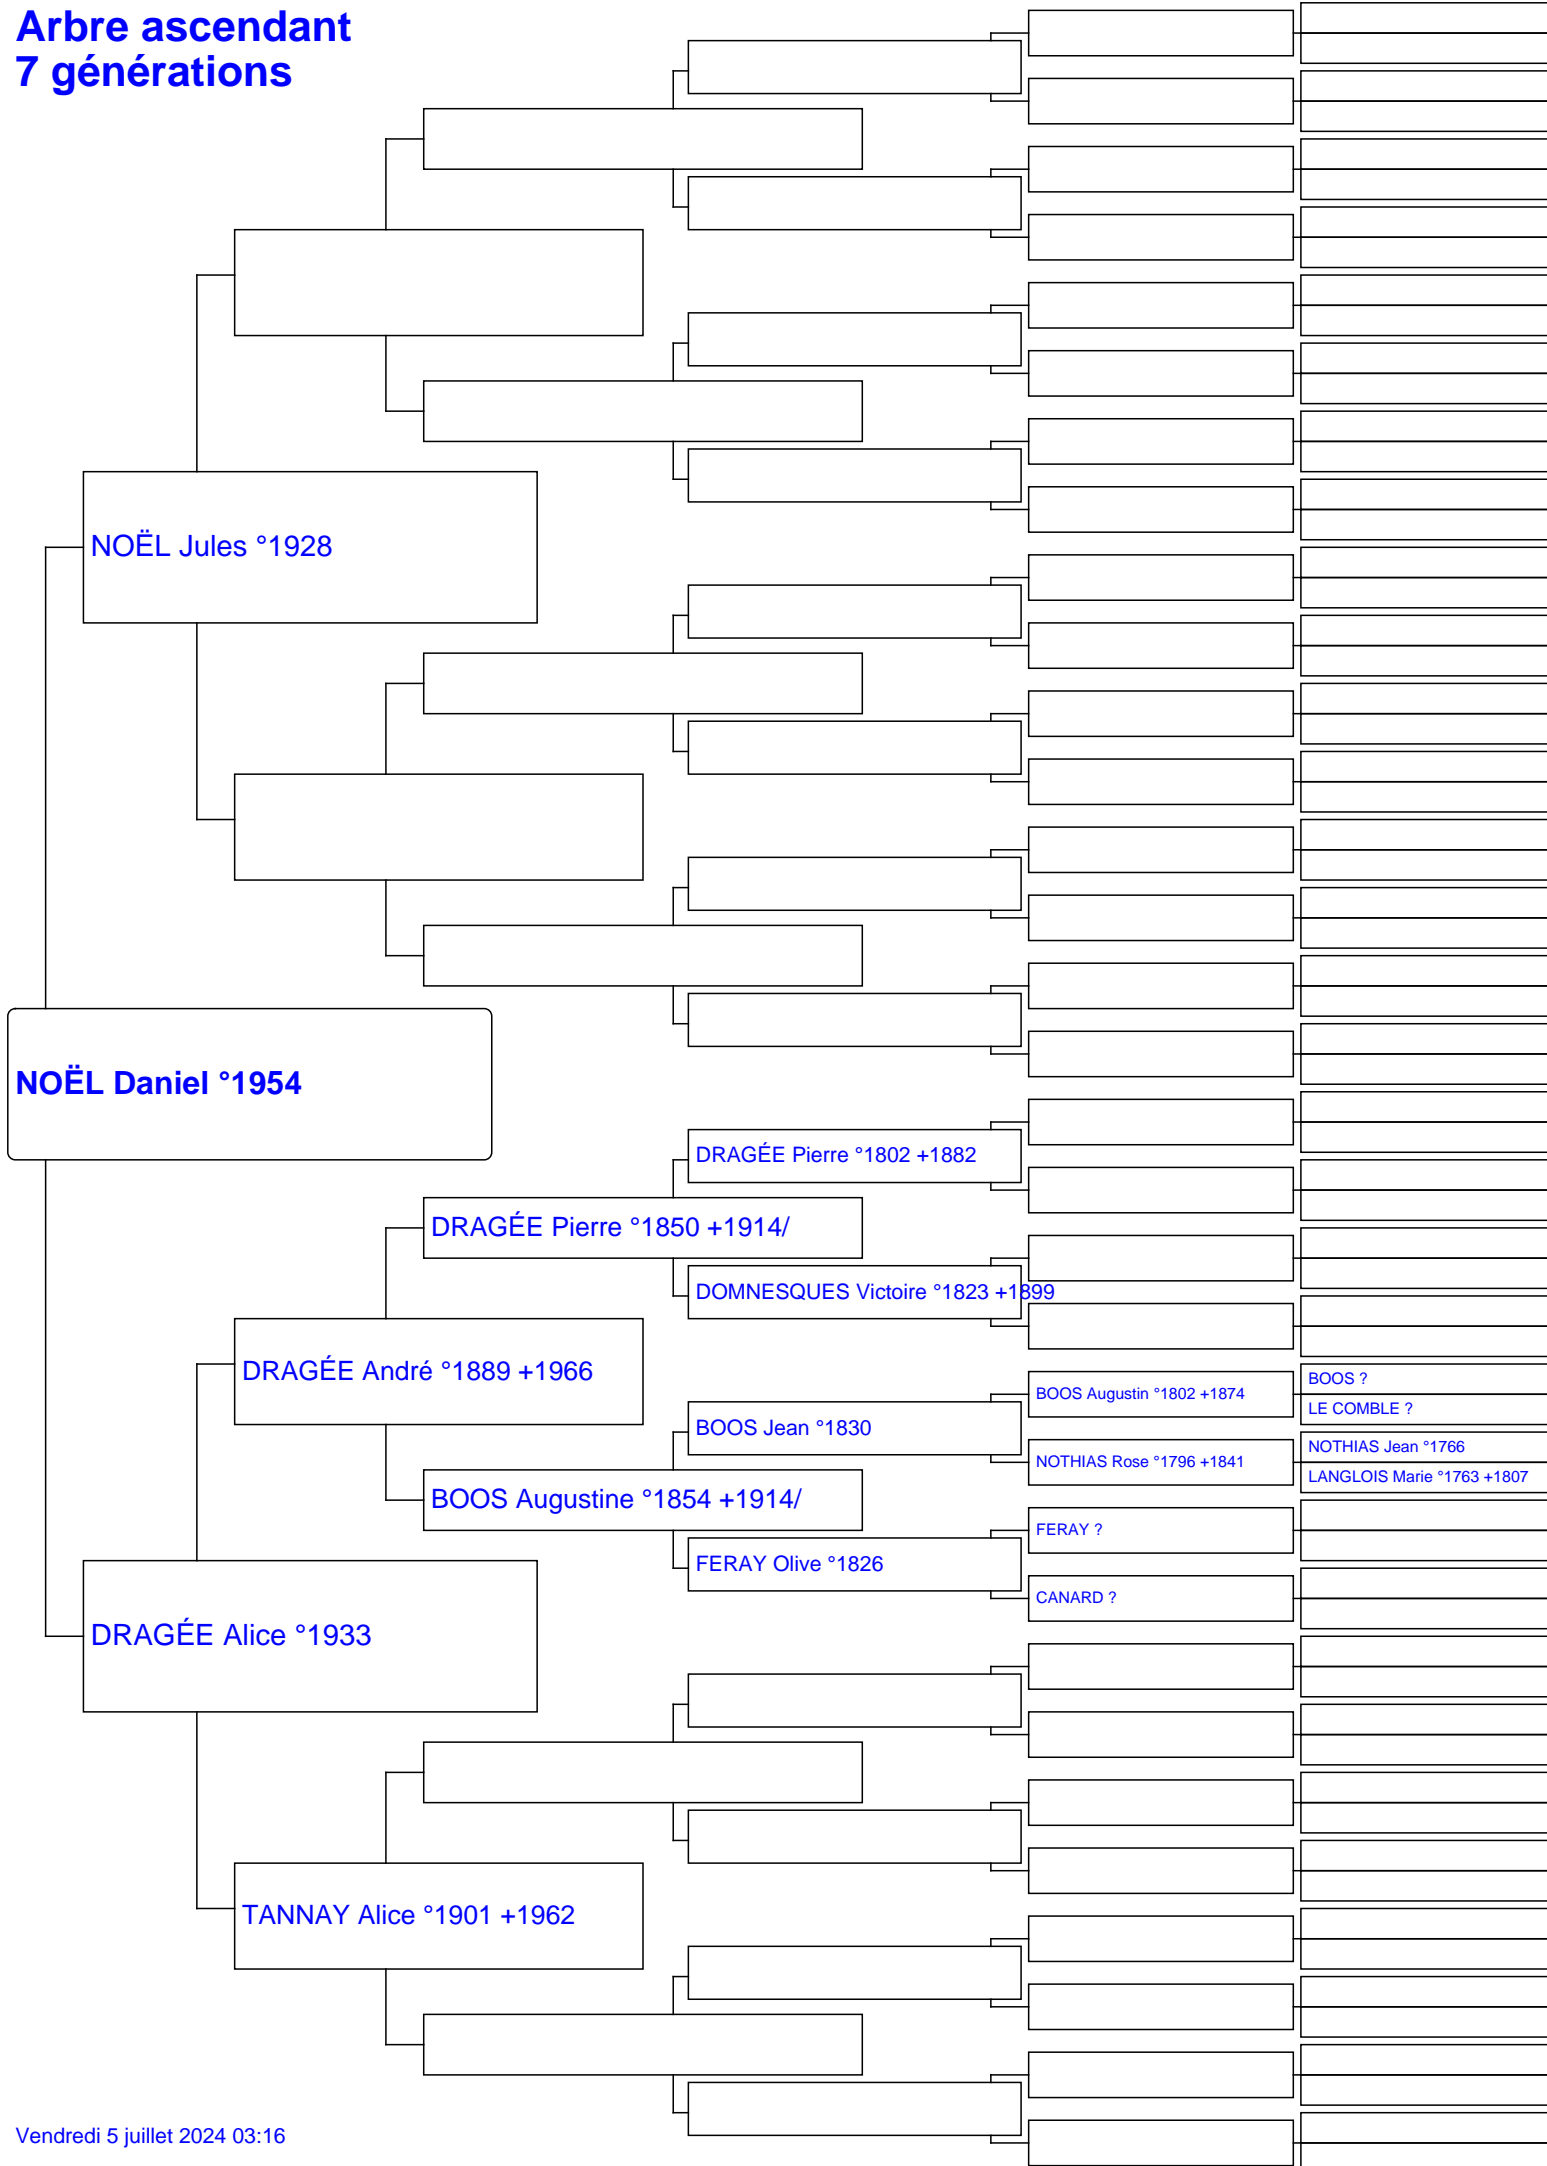 Arbre ascendant
7 générations
NOËL Jules °1928
NOËL Daniel °1954
DRAGÉE Pierre °1802 +1882
DRAGÉE Pierre °1850 +1914/
DOMNESQUES Victoire °1823 +1899
DRAGÉE André °1889 +1966
BOOS ?
BOOS Augustin °1802 +1874
LE COMBLE ?
BOOS Jean °1830
NOTHIAS Jean °1766
NOTHIAS Rose °1796 +1841
LANGLOIS Marie °1763 +1807
BOOS Augustine °1854 +1914/
FERAY ?
FERAY Olive °1826
CANARD ?
DRAGÉE Alice °1933
TANNAY Alice °1901 +1962
Vendredi 5 juillet 2024 03:16